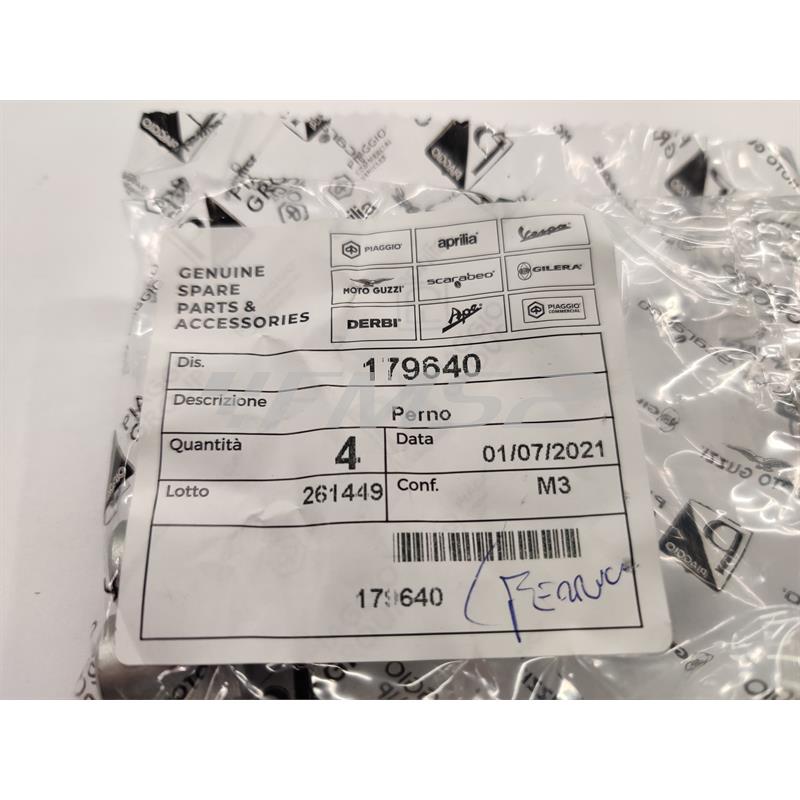 GENUINE
SPARE
PARTS &
ACCESSORIES
PIAGGIO aprilia Vespa
MOTO GUZZI scarabeo GILERA
DERBI Ape PIAGGIO COMMERCIAL
Dis. 179640
Descrizione Perno
Quantità 4 Data 01/07/2021
Lotto 261449 Conf. M3
179640